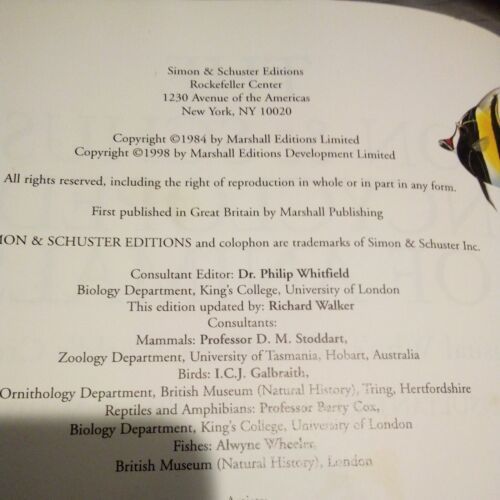 Simon & Schuster Editions
Rockefeller Center
1230 Avenue of the Americas
New York, NY 10020
Copyright ©1984 by Marshall Editions Limited
Copyright ©1998 by Marshall Editions Development Limited
All rights reserved, including the right of reproduction in whole or in part in any form.
First published in Great Britain by Marshall Publishing
MON & SCHUSTER EDITIONS and colophon are trademarks of Simon & Schuster Inc.
Consultant Editor: Dr. Philip Whitfield
Biology Department, King's College, University of London
This edition updated by: Richard Walker
Consultants:
Mammals: Professor D. M. Stoddart,
Zoology Department, University of Tasmania, Hobart, Australia
Birds: I.C.J. Galbraith,
Ornithology Department, British Museum (Natural History), Tring, Hertfordshire
Reptiles and Amphibians: Professor Barry Cox,
Biology Department, King's College, University of London
Fishes: Alwyne Wheeler,
British Museum (Natural History), London